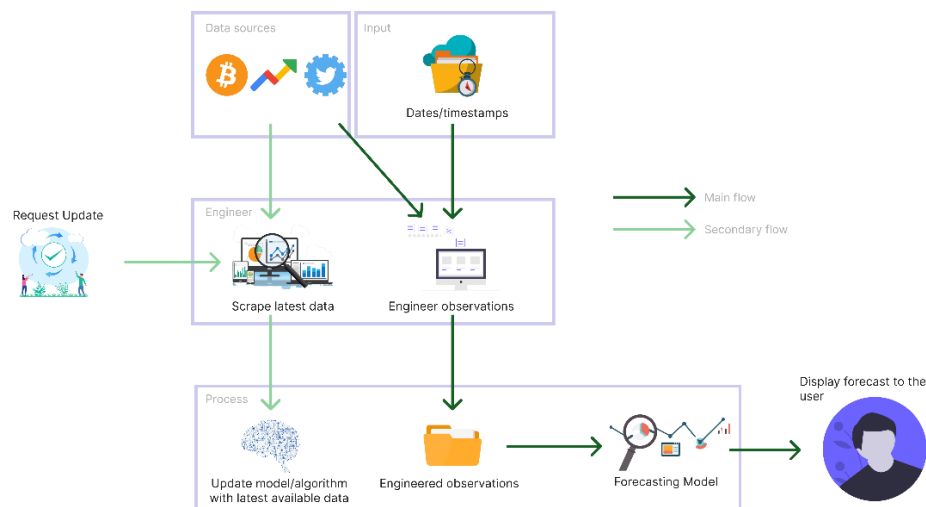 Data sources
Input
Dates/timestamps
Main flow
Secondary flow
Request Update
Engineer
Scrape latest data
Engineer observations
Process
Update model/algorithm
with latest available data
Engineered observations
Forecasting Model
Display forecast to the
user